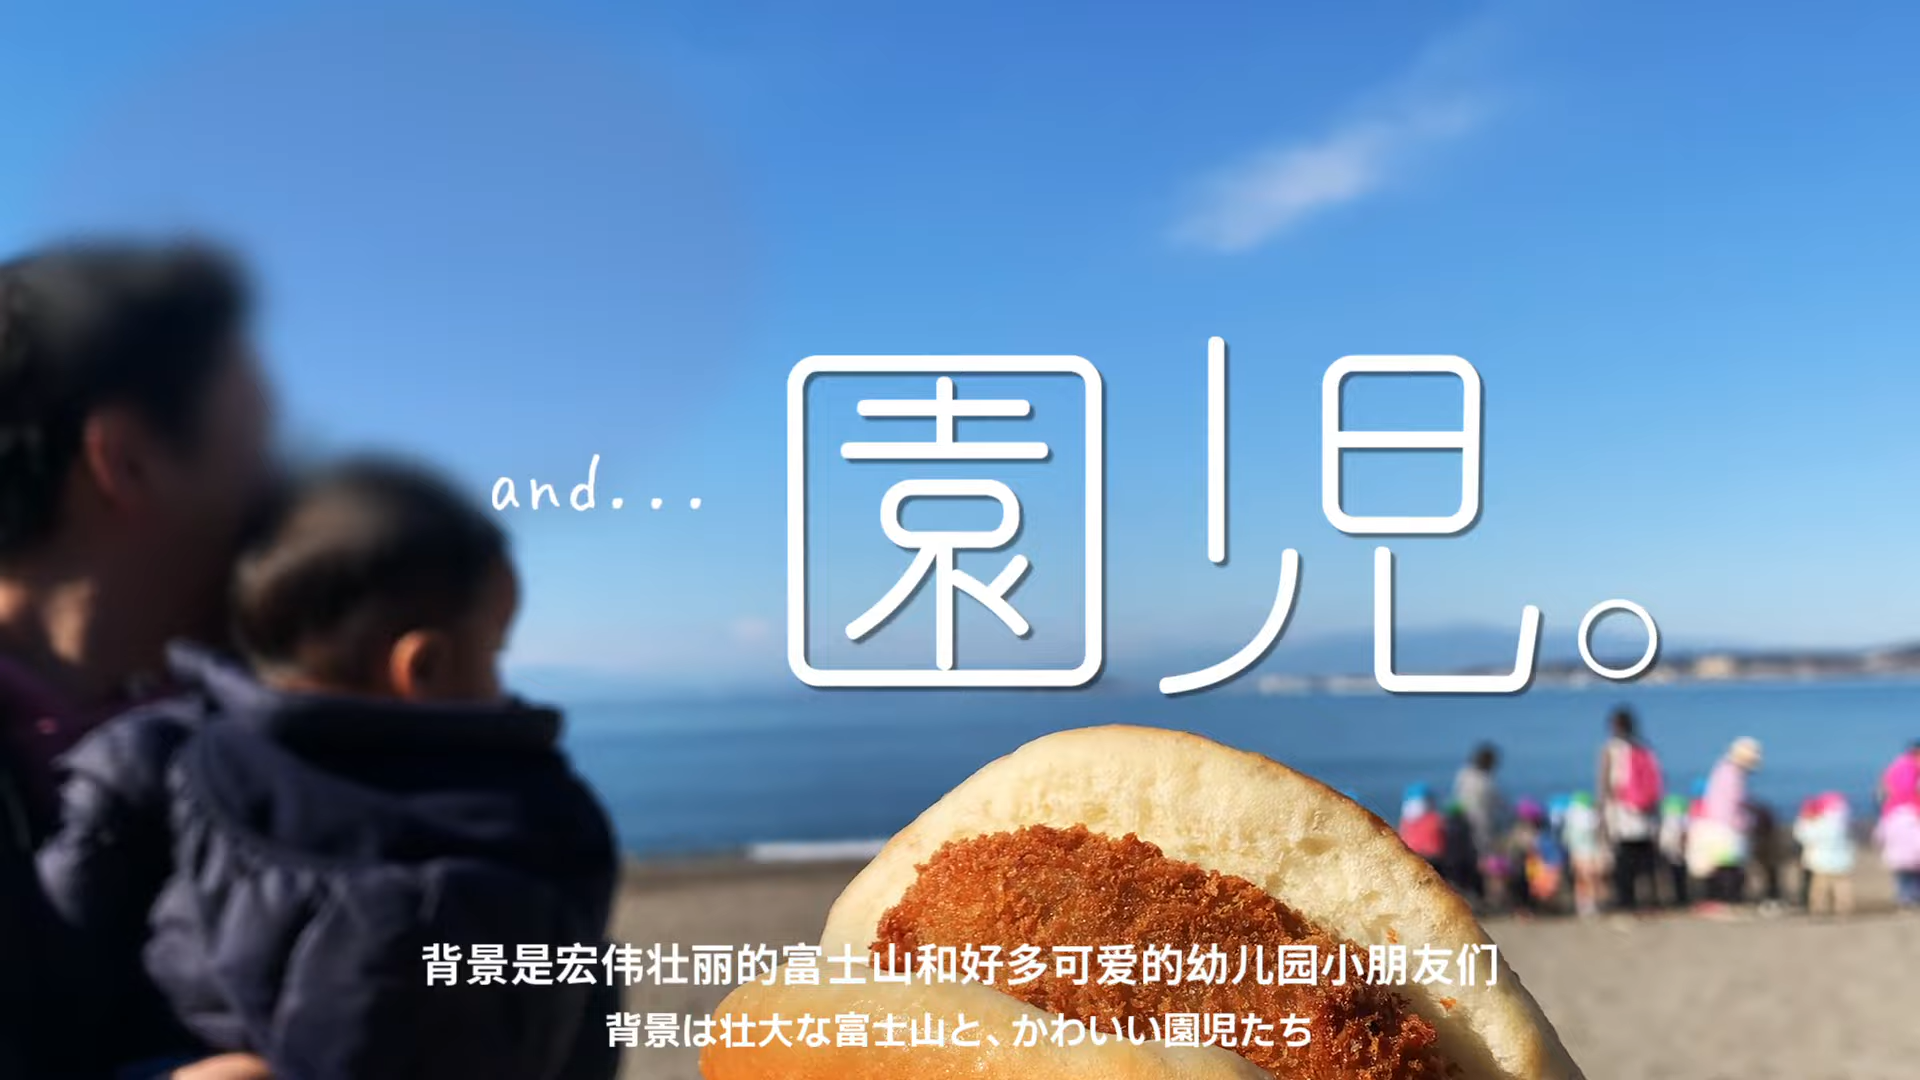 and... 園児。
背景是宏伟壮丽的富士山和好多可爱的幼儿园小朋友们
背景は壮大な富士山と、かわいい園児たち